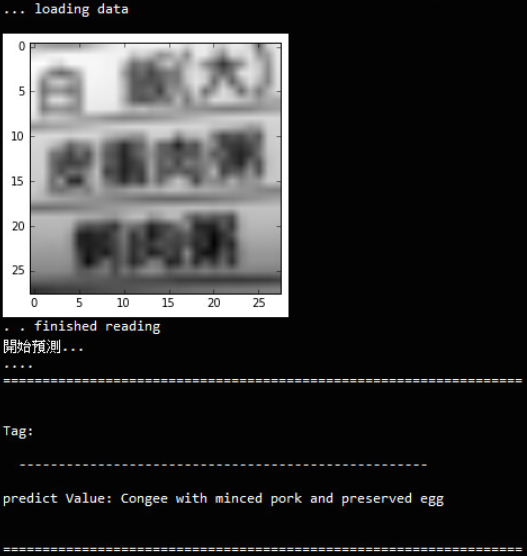 ... loading data
0
5
10
15
20
25
0 5 10 15 20 25
. . finished reading
開始預測...
....
==================================================================
Tag:
----------------------------------------------------
predict Value: Congee with minced pork and preserved egg
==================================================================